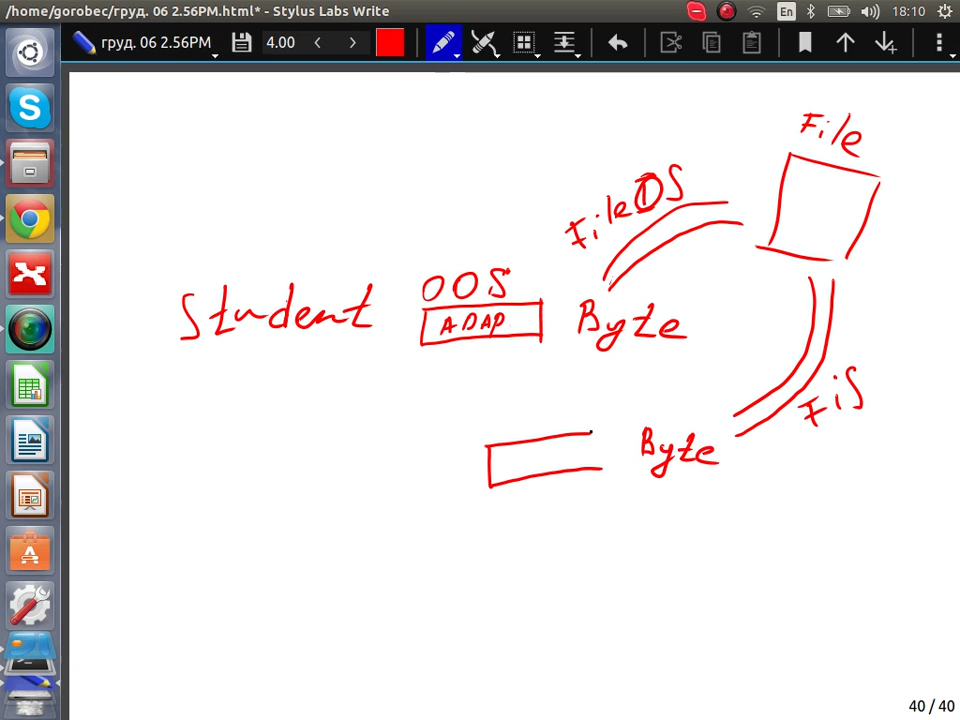 /home/gorobec/груд. 06 2.56PM.html* - Stylus Labs Write
En
18:10
груд. 06 2.56PM
4.00
File
FileOS
Student
OOS
ADAP
Byte
FiS
Byte
40 / 40